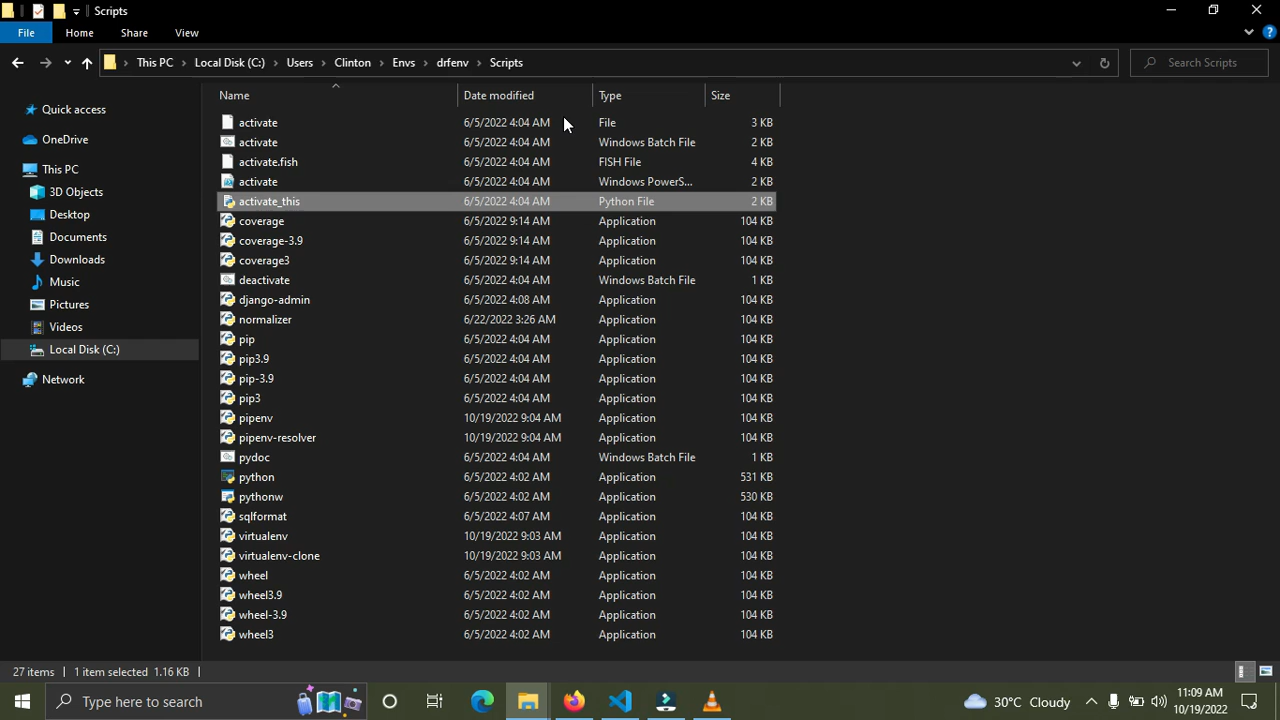 Scripts
File Home Share View
This PC Local Disk (C:) Users Clinton Envs drfenv Scripts Search Scripts
Name Date modified Type Size
Quick access
OneDrive
This PC
3D Objects
Desktop
Documents
Downloads
Music
Pictures
Videos
Local Disk (C:)
Network
activate 6/5/2022 4:04 AM File 3 KB
activate 6/5/2022 4:04 AM Windows Batch File 2 KB
activate.fish 6/5/2022 4:04 AM FISH File 4 KB
activate 6/5/2022 4:04 AM Windows PowerS... 2 KB
activate_this 6/5/2022 4:04 AM Python File 2 KB
coverage 6/5/2022 9:14 AM Application 104 KB
coverage-3.9 6/5/2022 9:14 AM Application 104 KB
coverage3 6/5/2022 9:14 AM Application 104 KB
deactivate 6/5/2022 4:04 AM Windows Batch File 1 KB
django-admin 6/5/2022 4:08 AM Application 104 KB
normalizer 6/22/2022 3:26 AM Application 104 KB
pip 6/5/2022 4:04 AM Application 104 KB
pip3.9 6/5/2022 4:04 AM Application 104 KB
pip-3.9 6/5/2022 4:04 AM Application 104 KB
pip3 6/5/2022 4:04 AM Application 104 KB
pipenv 10/19/2022 9:04 AM Application 104 KB
pipenv-resolver 10/19/2022 9:04 AM Application 104 KB
pydoc 6/5/2022 4:04 AM Windows Batch File 1 KB
python 6/5/2022 4:02 AM Application 531 KB
pythonw 6/5/2022 4:02 AM Application 530 KB
sqlformat 6/5/2022 4:07 AM Application 104 KB
virtualenv 10/19/2022 9:03 AM Application 104 KB
virtualenv-clone 10/19/2022 9:03 AM Application 104 KB
wheel 6/5/2022 4:02 AM Application 104 KB
wheel3.9 6/5/2022 4:02 AM Application 104 KB
wheel-3.9 6/5/2022 4:02 AM Application 104 KB
wheel3 6/5/2022 4:02 AM Application 104 KB
27 items 1 item selected 1.16 KB
Type here to search 30°C Cloudy 11:09 AM
10/19/2022